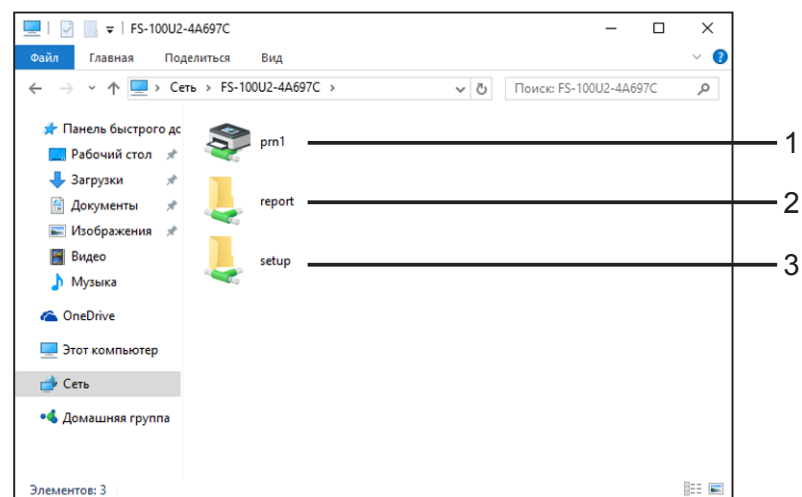 FS-100U2-4A697C
Файл Главная Поделиться Вид
Сеть FS-100U2-4A697C Поиск: FS-100U2-4A697C
Панель быстрого дс
Рабочий стол
Загрузки
Документы
Изображения
Видео
Музыка
OneDrive
Этот компьютер
Сеть
Домашняя группа
prn1 1
report 2
setup 3
Элементов: 3